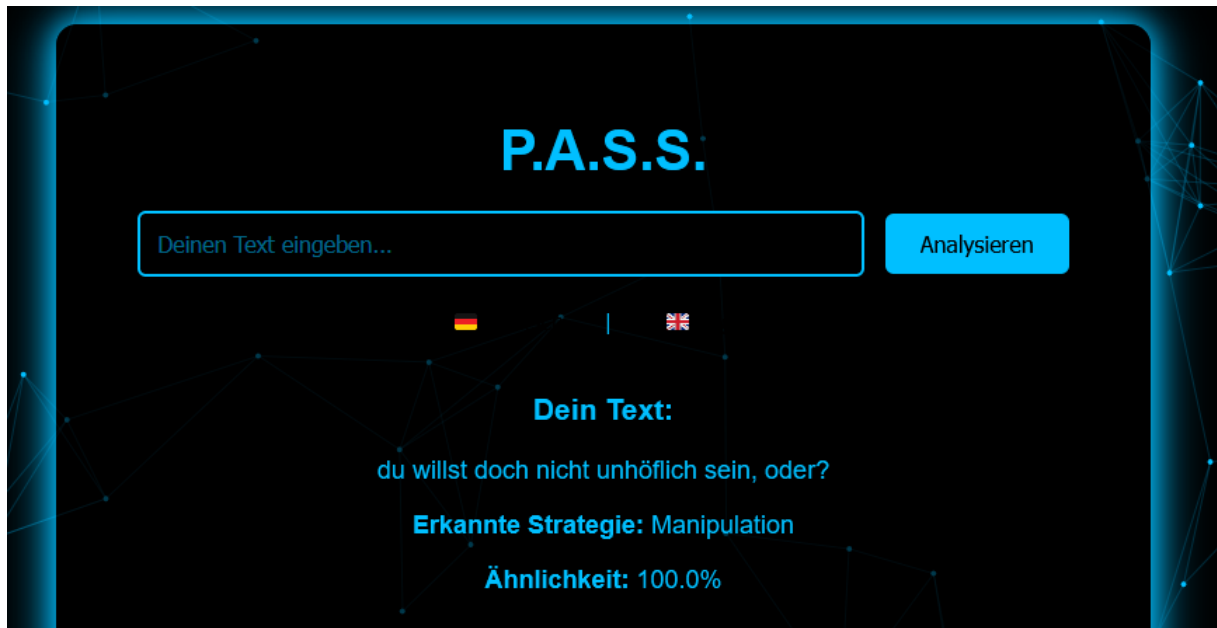 P.A.S.S.
Deinen Text eingeben...
Analysieren
|
Dein Text:
du willst doch nicht unhöflich sein, oder?
Erkannte Strategie: Manipulation
Ähnlichkeit: 100.0%